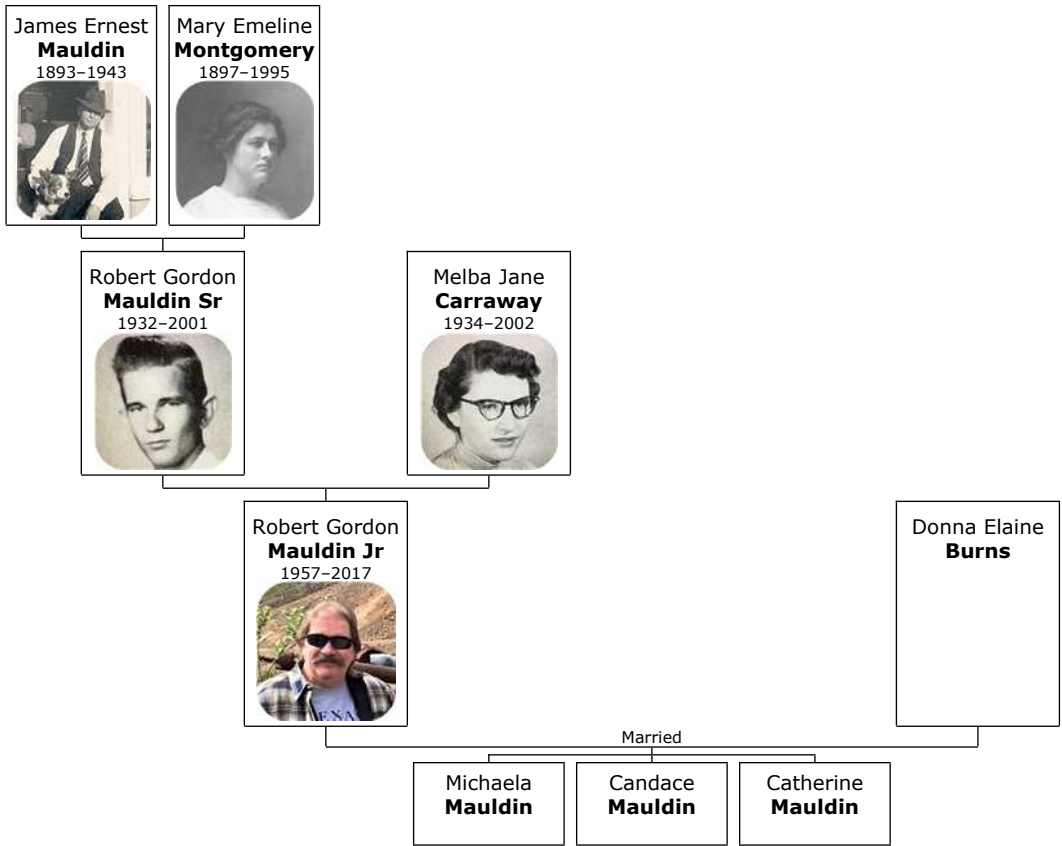 James Ernest
Mauldin
1893–1943
Mary Emeline
Montgomery
1897–1995
Robert Gordon
Mauldin Sr
1932–2001
Melba Jane
Carraway
1934–2002
Robert Gordon
Mauldin Jr
1957–2017
Donna Elaine
Burns
Married
Michaela
Mauldin
Candace
Mauldin
Catherine
Mauldin